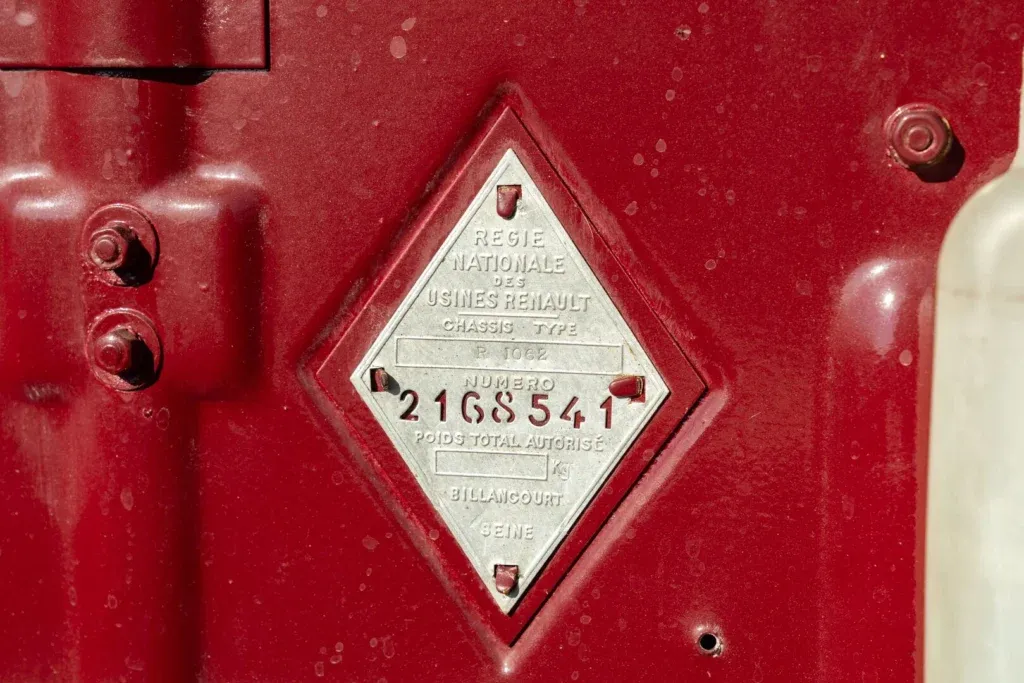 REGIE
NATIONALE
DES
USINES RENAULT
CHASSIS TYPE
R 1062
NUMERO
2168541
POIDS TOTAL AUTORISÉ
Kg
BILLANCOURT
SEINE